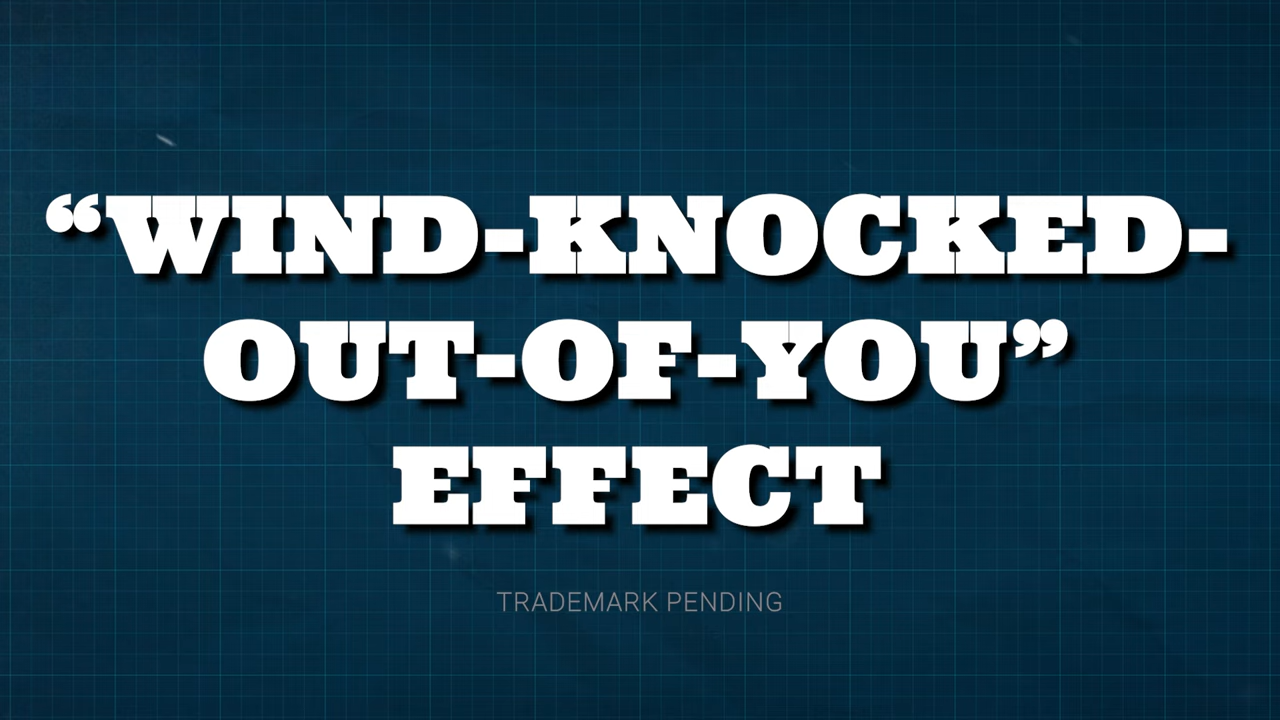 “WIND-KNOCKED-
OUT-OF-YOU”
EFFECT
TRADEMARK PENDING